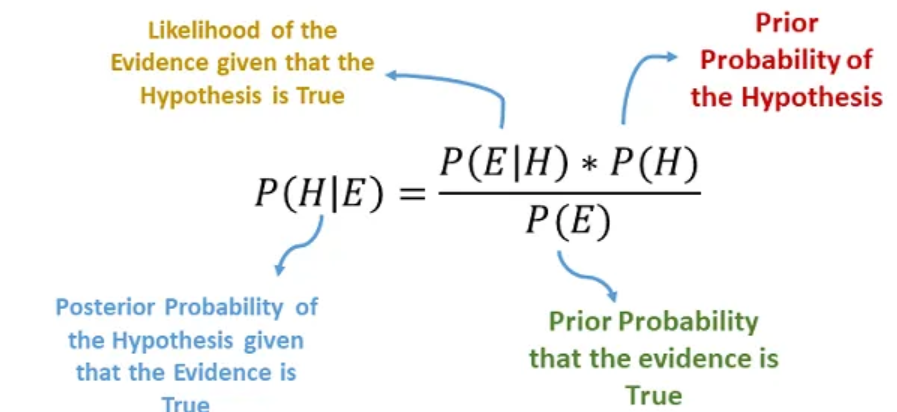 Likelihood of the
Evidence given that the
Hypothesis is True
Prior
Probability of
the Hypothesis
P(H|E) = P(E|H) * P(H)
P(E)
Posterior Probability of
the Hypothesis given
that the Evidence is
True
Prior Probability
that the evidence is
True